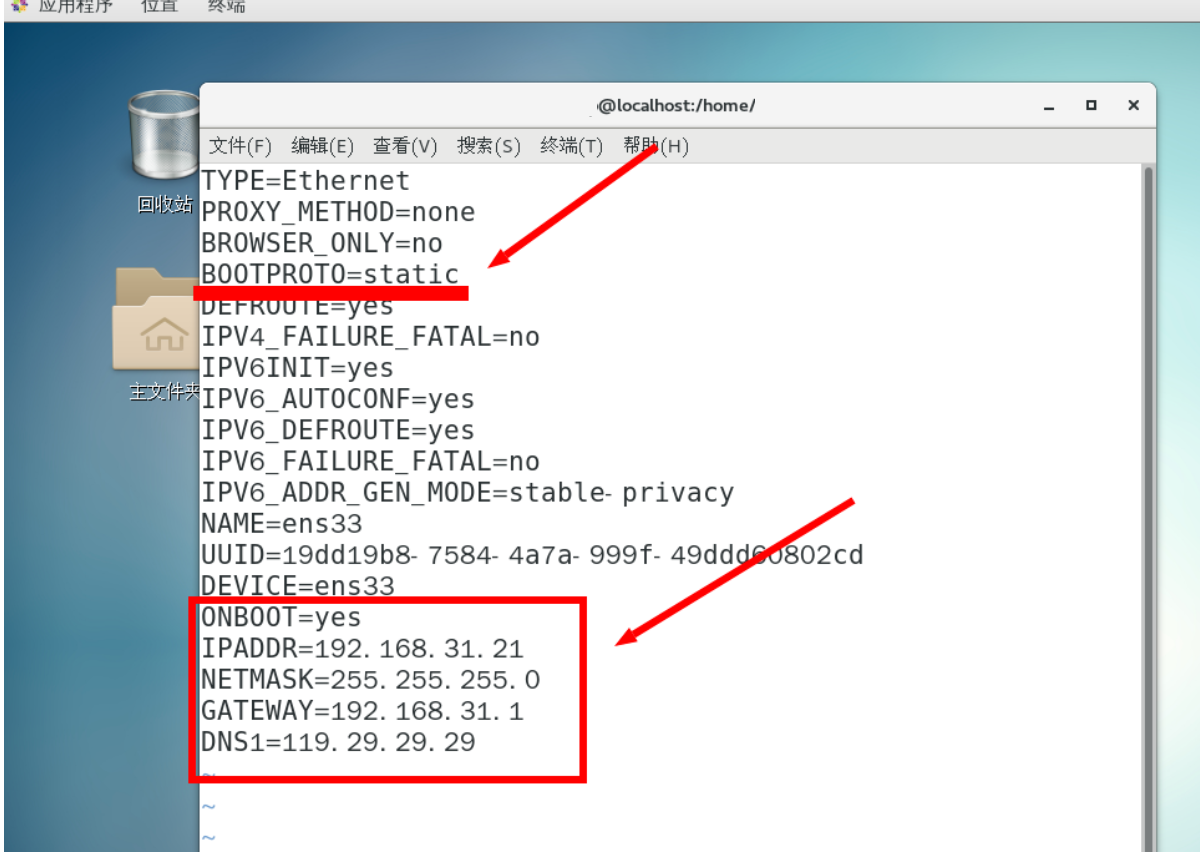 应用程序 位置 终端
@localhost:/home/
文件(F) 编辑(E) 查看(V) 搜索(S) 终端(T) 帮助(H)
TYPE=Ethernet
回收站
PROXY_METHOD=none
BROWSER_ONLY=no
BOOTPROTO=static
DEFROUTE=yes
IPV4_FAILURE_FATAL=no
IPV6INIT=yes
主文件夹
IPV6_AUTOCONF=yes
IPV6_DEFROUTE=yes
IPV6_FAILURE_FATAL=no
IPV6_ADDR_GEN_MODE=stable-privacy
NAME=ens33
UUID=19dd19b8-7584-4a7a-999f-49ddd60802cd
DEVICE=ens33
ONBOOT=yes
IPADDR=192.168.31.21
NETMASK=255.255.255.0
GATEWAY=192.168.31.1
DNS1=119.29.29.29
~
~
~